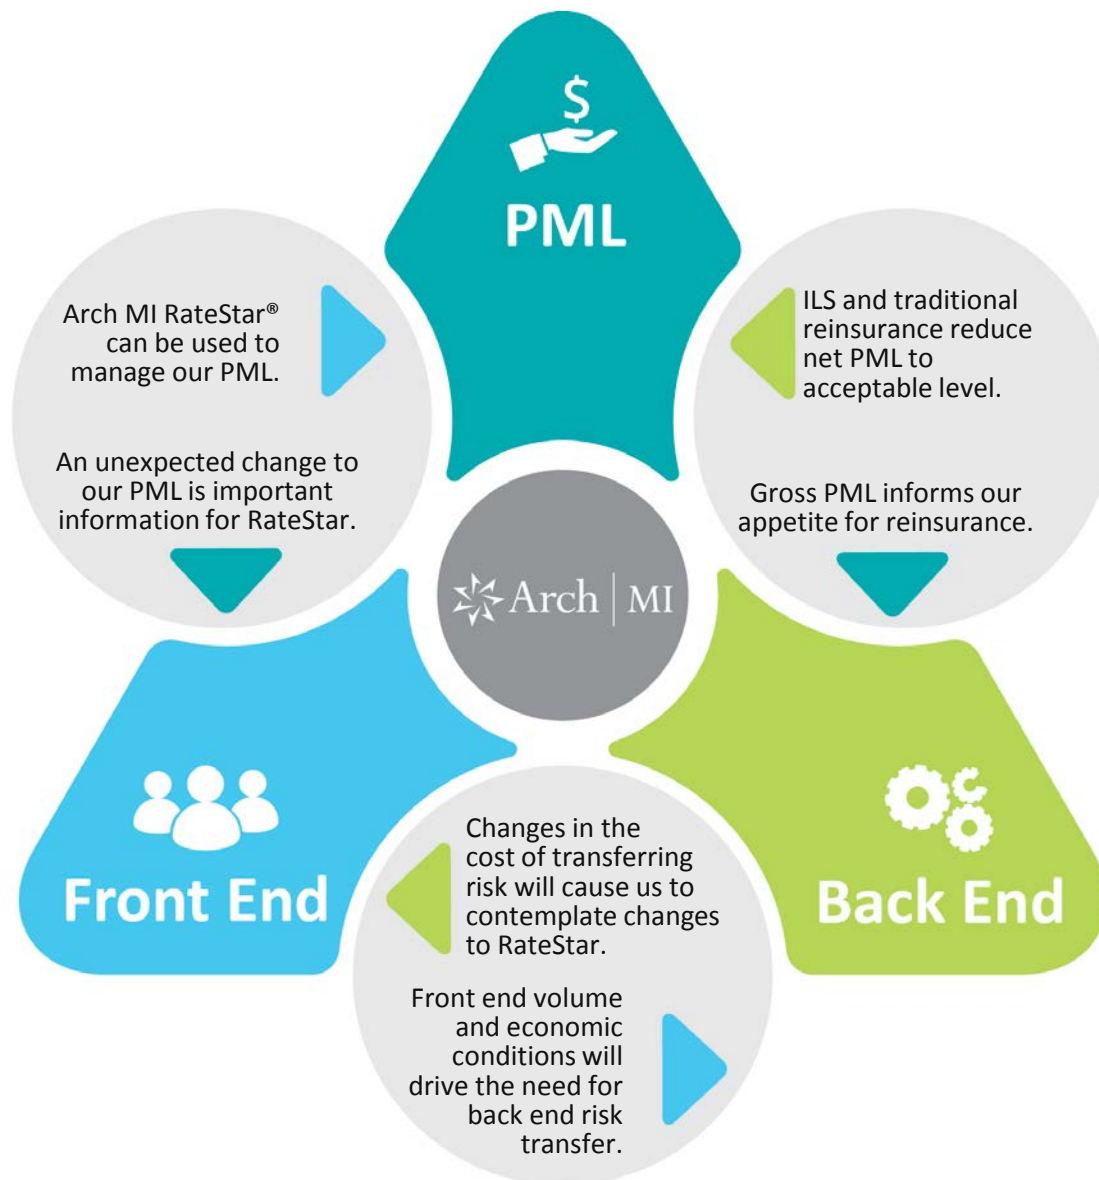 $
PML
Arch MI RateStar®
can be used to
manage our PML.
An unexpected change to
our PML is important
information for RateStar.
ILS and traditional
reinsurance reduce
net PML to
acceptable level.
Gross PML informs our
appetite for reinsurance.
Arch | MI
Front End
Back End
Changes in the
cost of transferring
risk will cause us to
contemplate changes
to RateStar.
Front end volume
and economic
conditions will
drive the need for
back end risk
transfer.